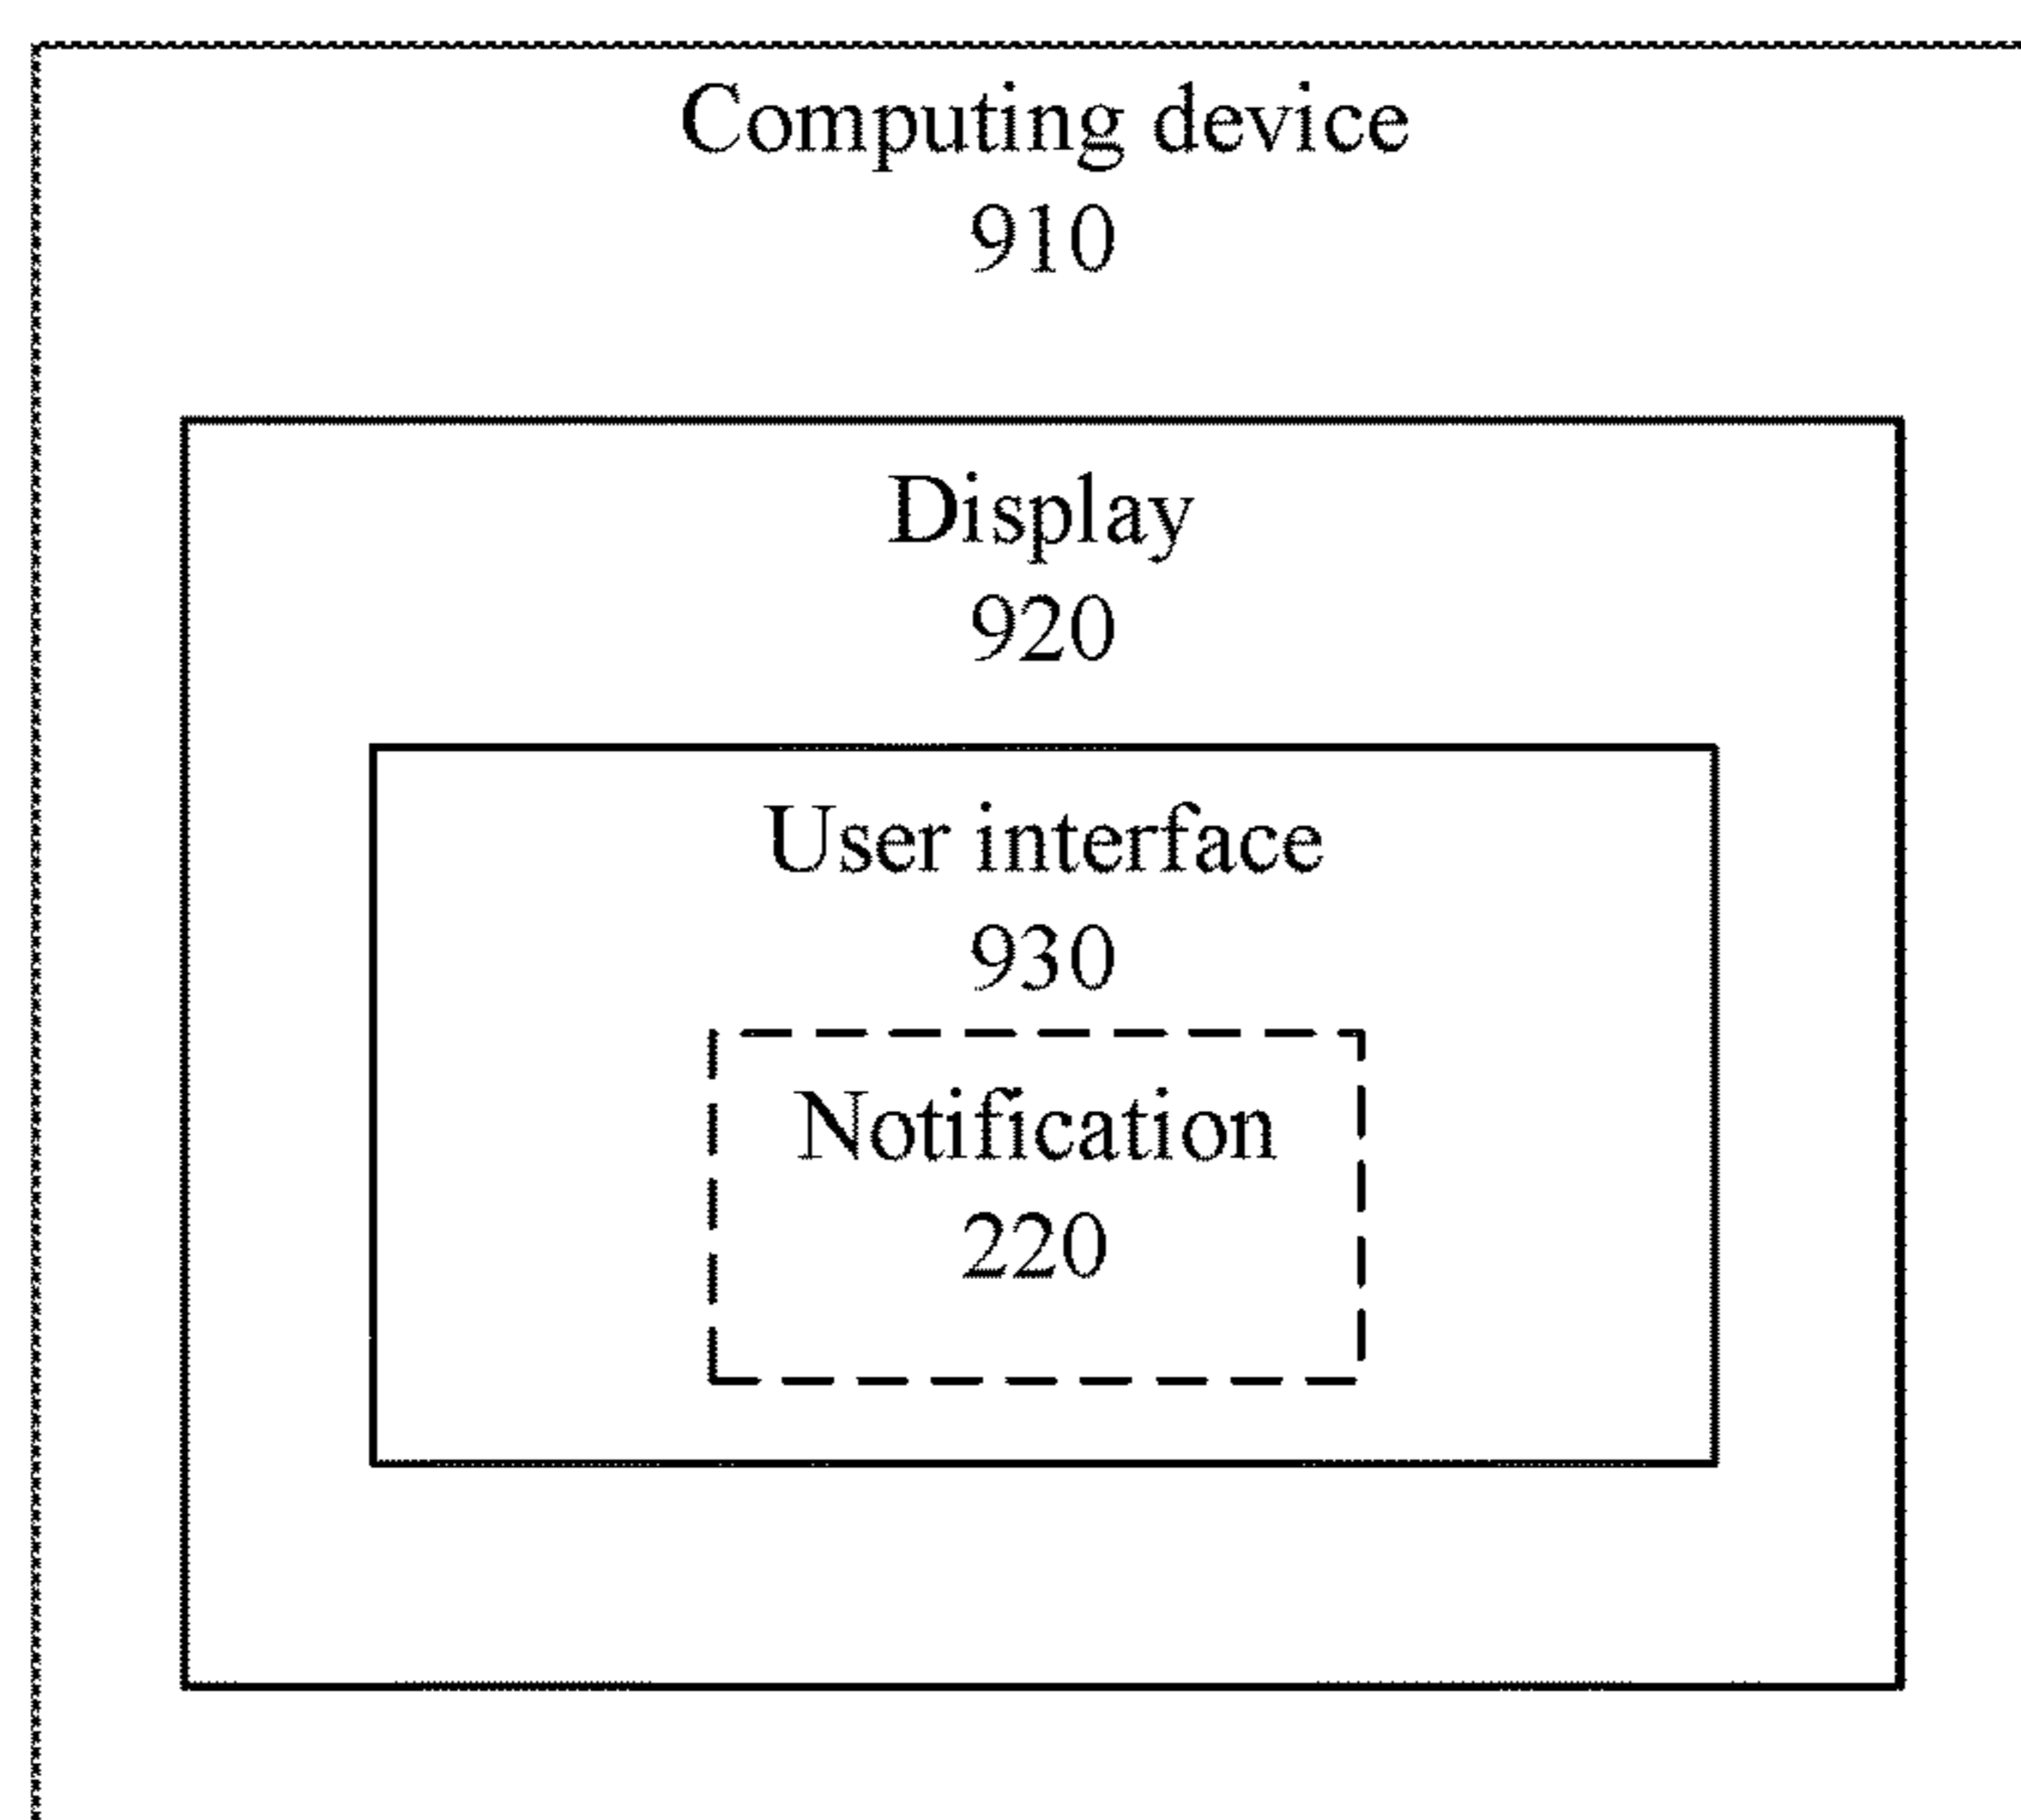 Computing device
910
Display
920
User interface
930
Notification
220